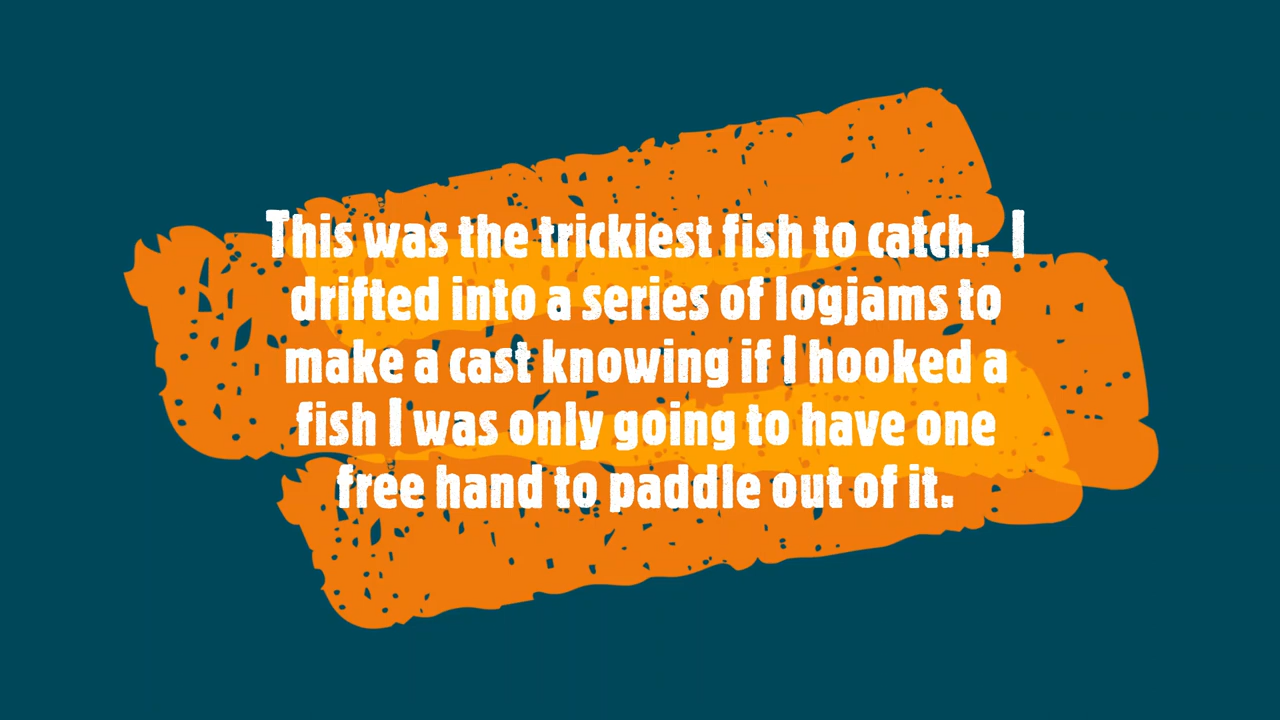 This was the trickiest fish to catch.  I
drifted into a series of logjams to
make a cast knowing if I hooked a
fish I was only going to have one
free hand to paddle out of it.